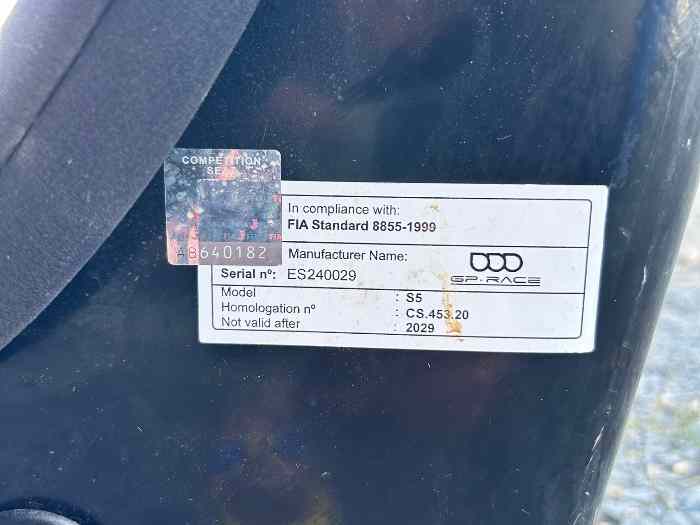 COMPETITION
SEAT
AB640182
In compliance with:
FIA Standard 8855-1999
Manufacturer Name:
GP-RACE
Serial nº: ES240029
Model : S5
Homologation nº : CS.453.20
Not valid after : 2029